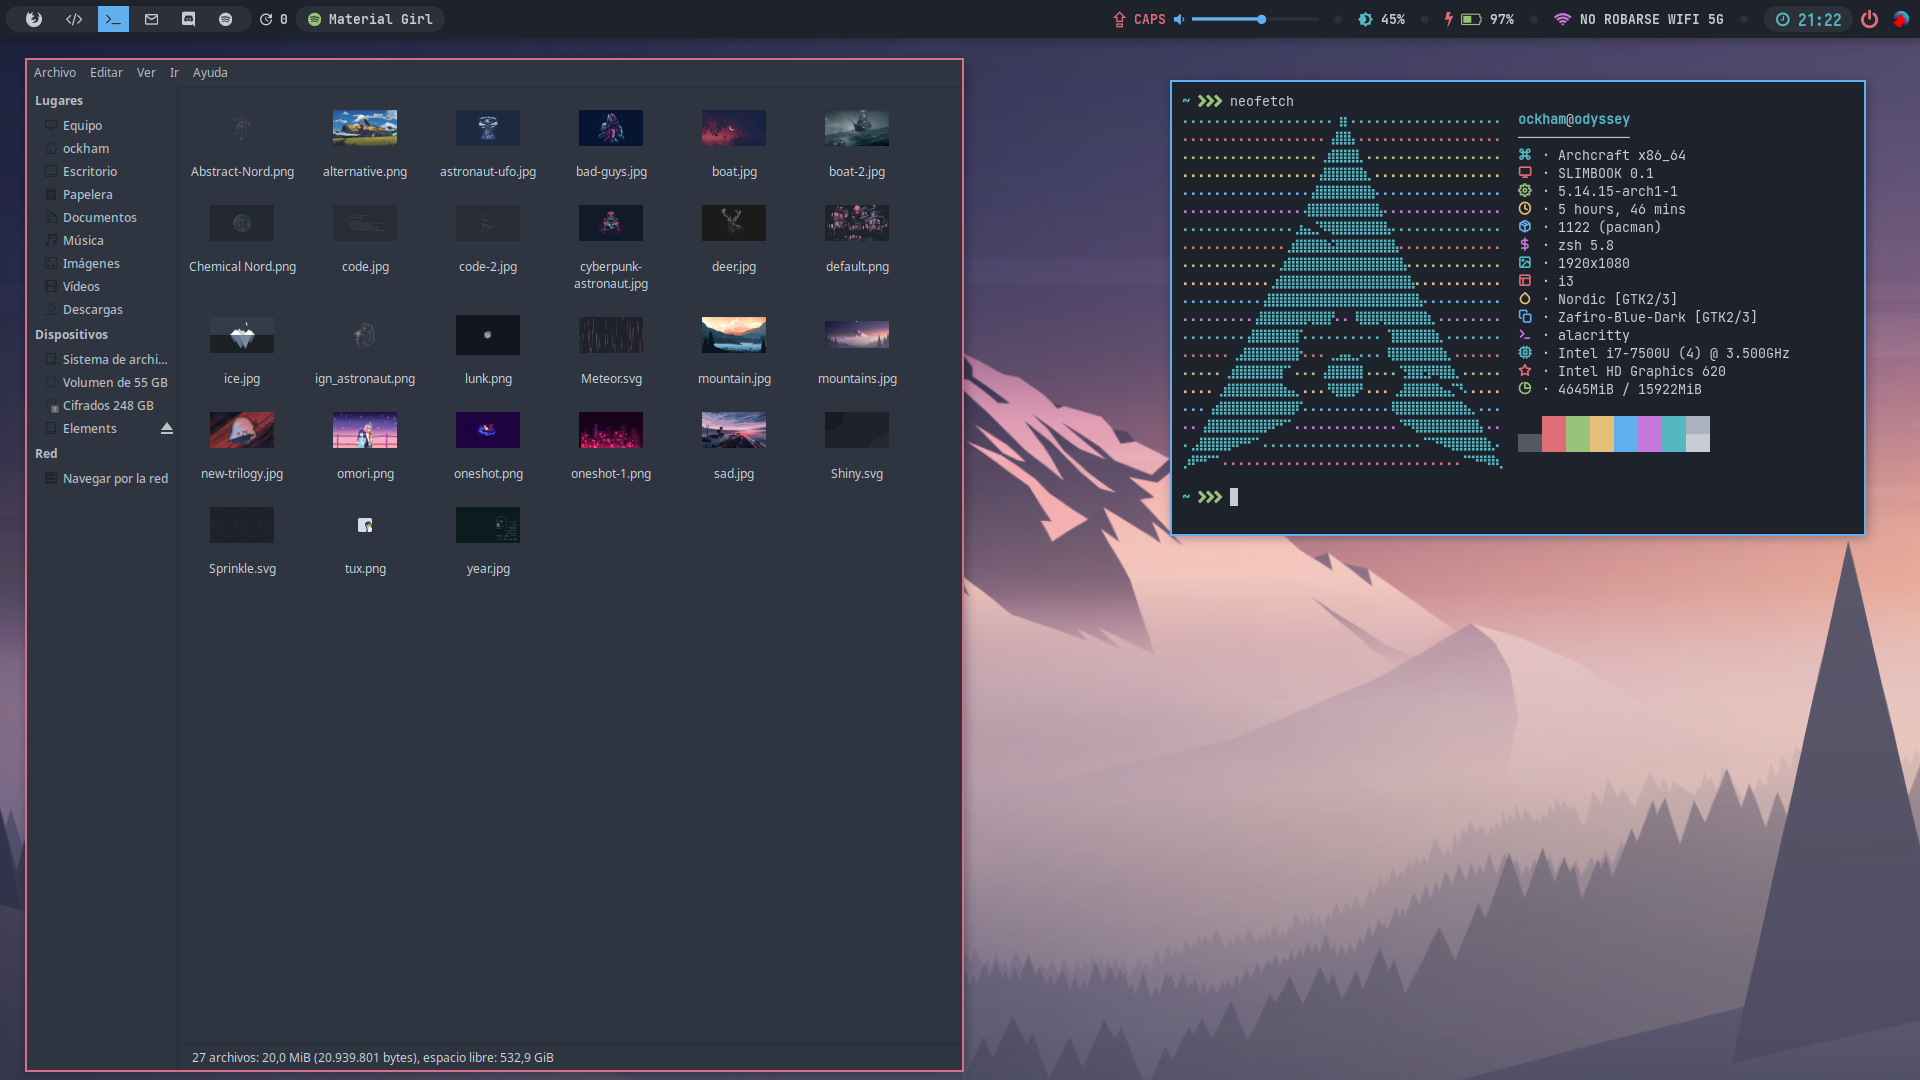 0
Material Girl
CAPS
45%
97%
NO ROBARSE WIFI 5G
21:22
Archivo Editar Ver Ir Ayuda
Lugares
Equipo
ockham
Escritorio
Papelera
Documentos
Música
Imágenes
Vídeos
Descargas
Dispositivos
Sistema de archi...
Volumen de 55 GB
Cifrados 248 GB
Elements
Red
Navegar por la red
Abstract-Nord.png
alternative.png
astronaut-ufo.jpg
bad-guys.jpg
boat.jpg
boat-2.jpg
Chemical Nord.png
code.jpg
code-2.jpg
cyberpunk-
astronaut.jpg
deer.jpg
default.png
ice.jpg
ign_astronaut.png
lunk.png
Meteor.svg
mountain.jpg
mountains.jpg
new-trilogy.jpg
omori.png
oneshot.png
oneshot-1.png
sad.jpg
Shiny.svg
Sprinkle.svg
tux.png
year.jpg
27 archivos: 20,0 MiB (20.939.801 bytes), espacio libre: 532,9 GiB
~ ❯❯❯ neofetch
ockham@odyssey
· Archcraft x86_64
· SLIMBOOK 0.1
· 5.14.15-arch1-1
· 5 hours, 46 mins
· 1122 (pacman)
· zsh 5.8
· 1920x1080
· i3
· Nordic [GTK2/3]
· Zafiro-Blue-Dark [GTK2/3]
· alacritty
· Intel i7-7500U (4) @ 3.500GHz
· Intel HD Graphics 620
· 4645MiB / 15922MiB
~ ❯❯❯